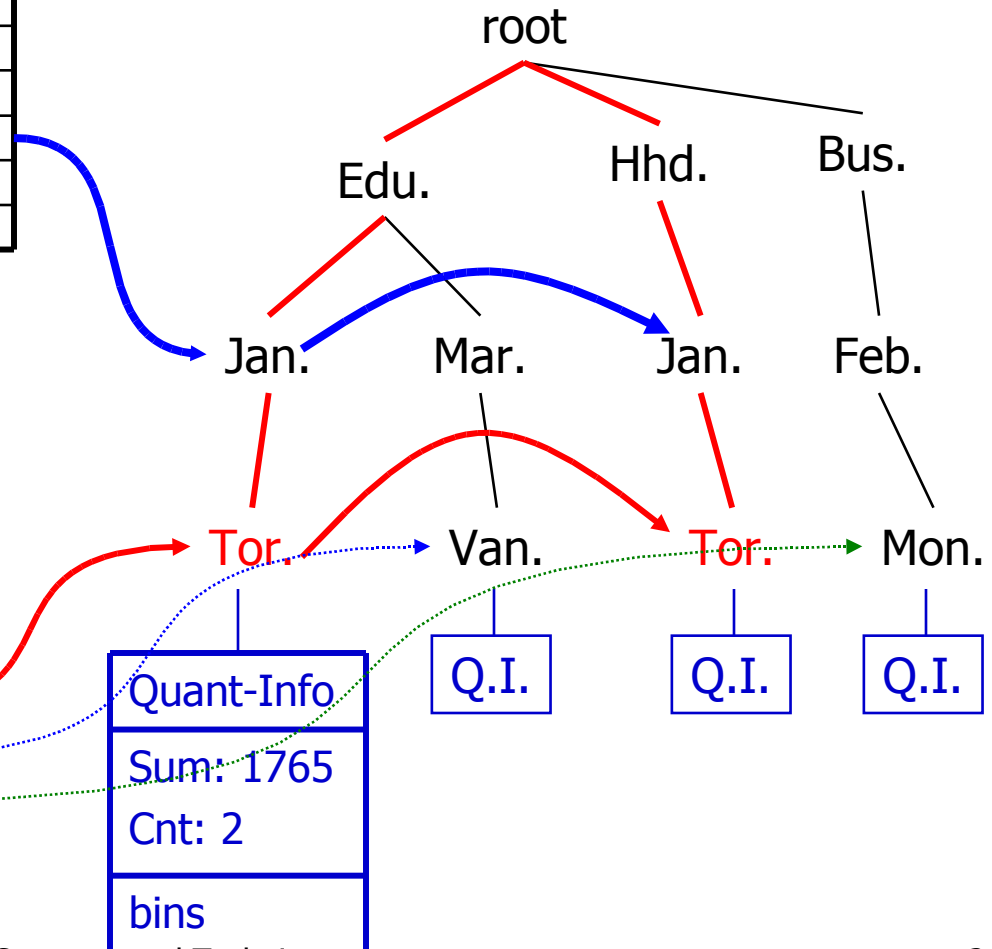 root
Edu.
Hhd.
Bus.
Jan.
Mar.
Jan.
Feb.
Tor.
Van.
Tor.
Mon.
Quant-Info
Q.I.
Q.I.
Q.I.
Sum: 1765
Cnt: 2
bins